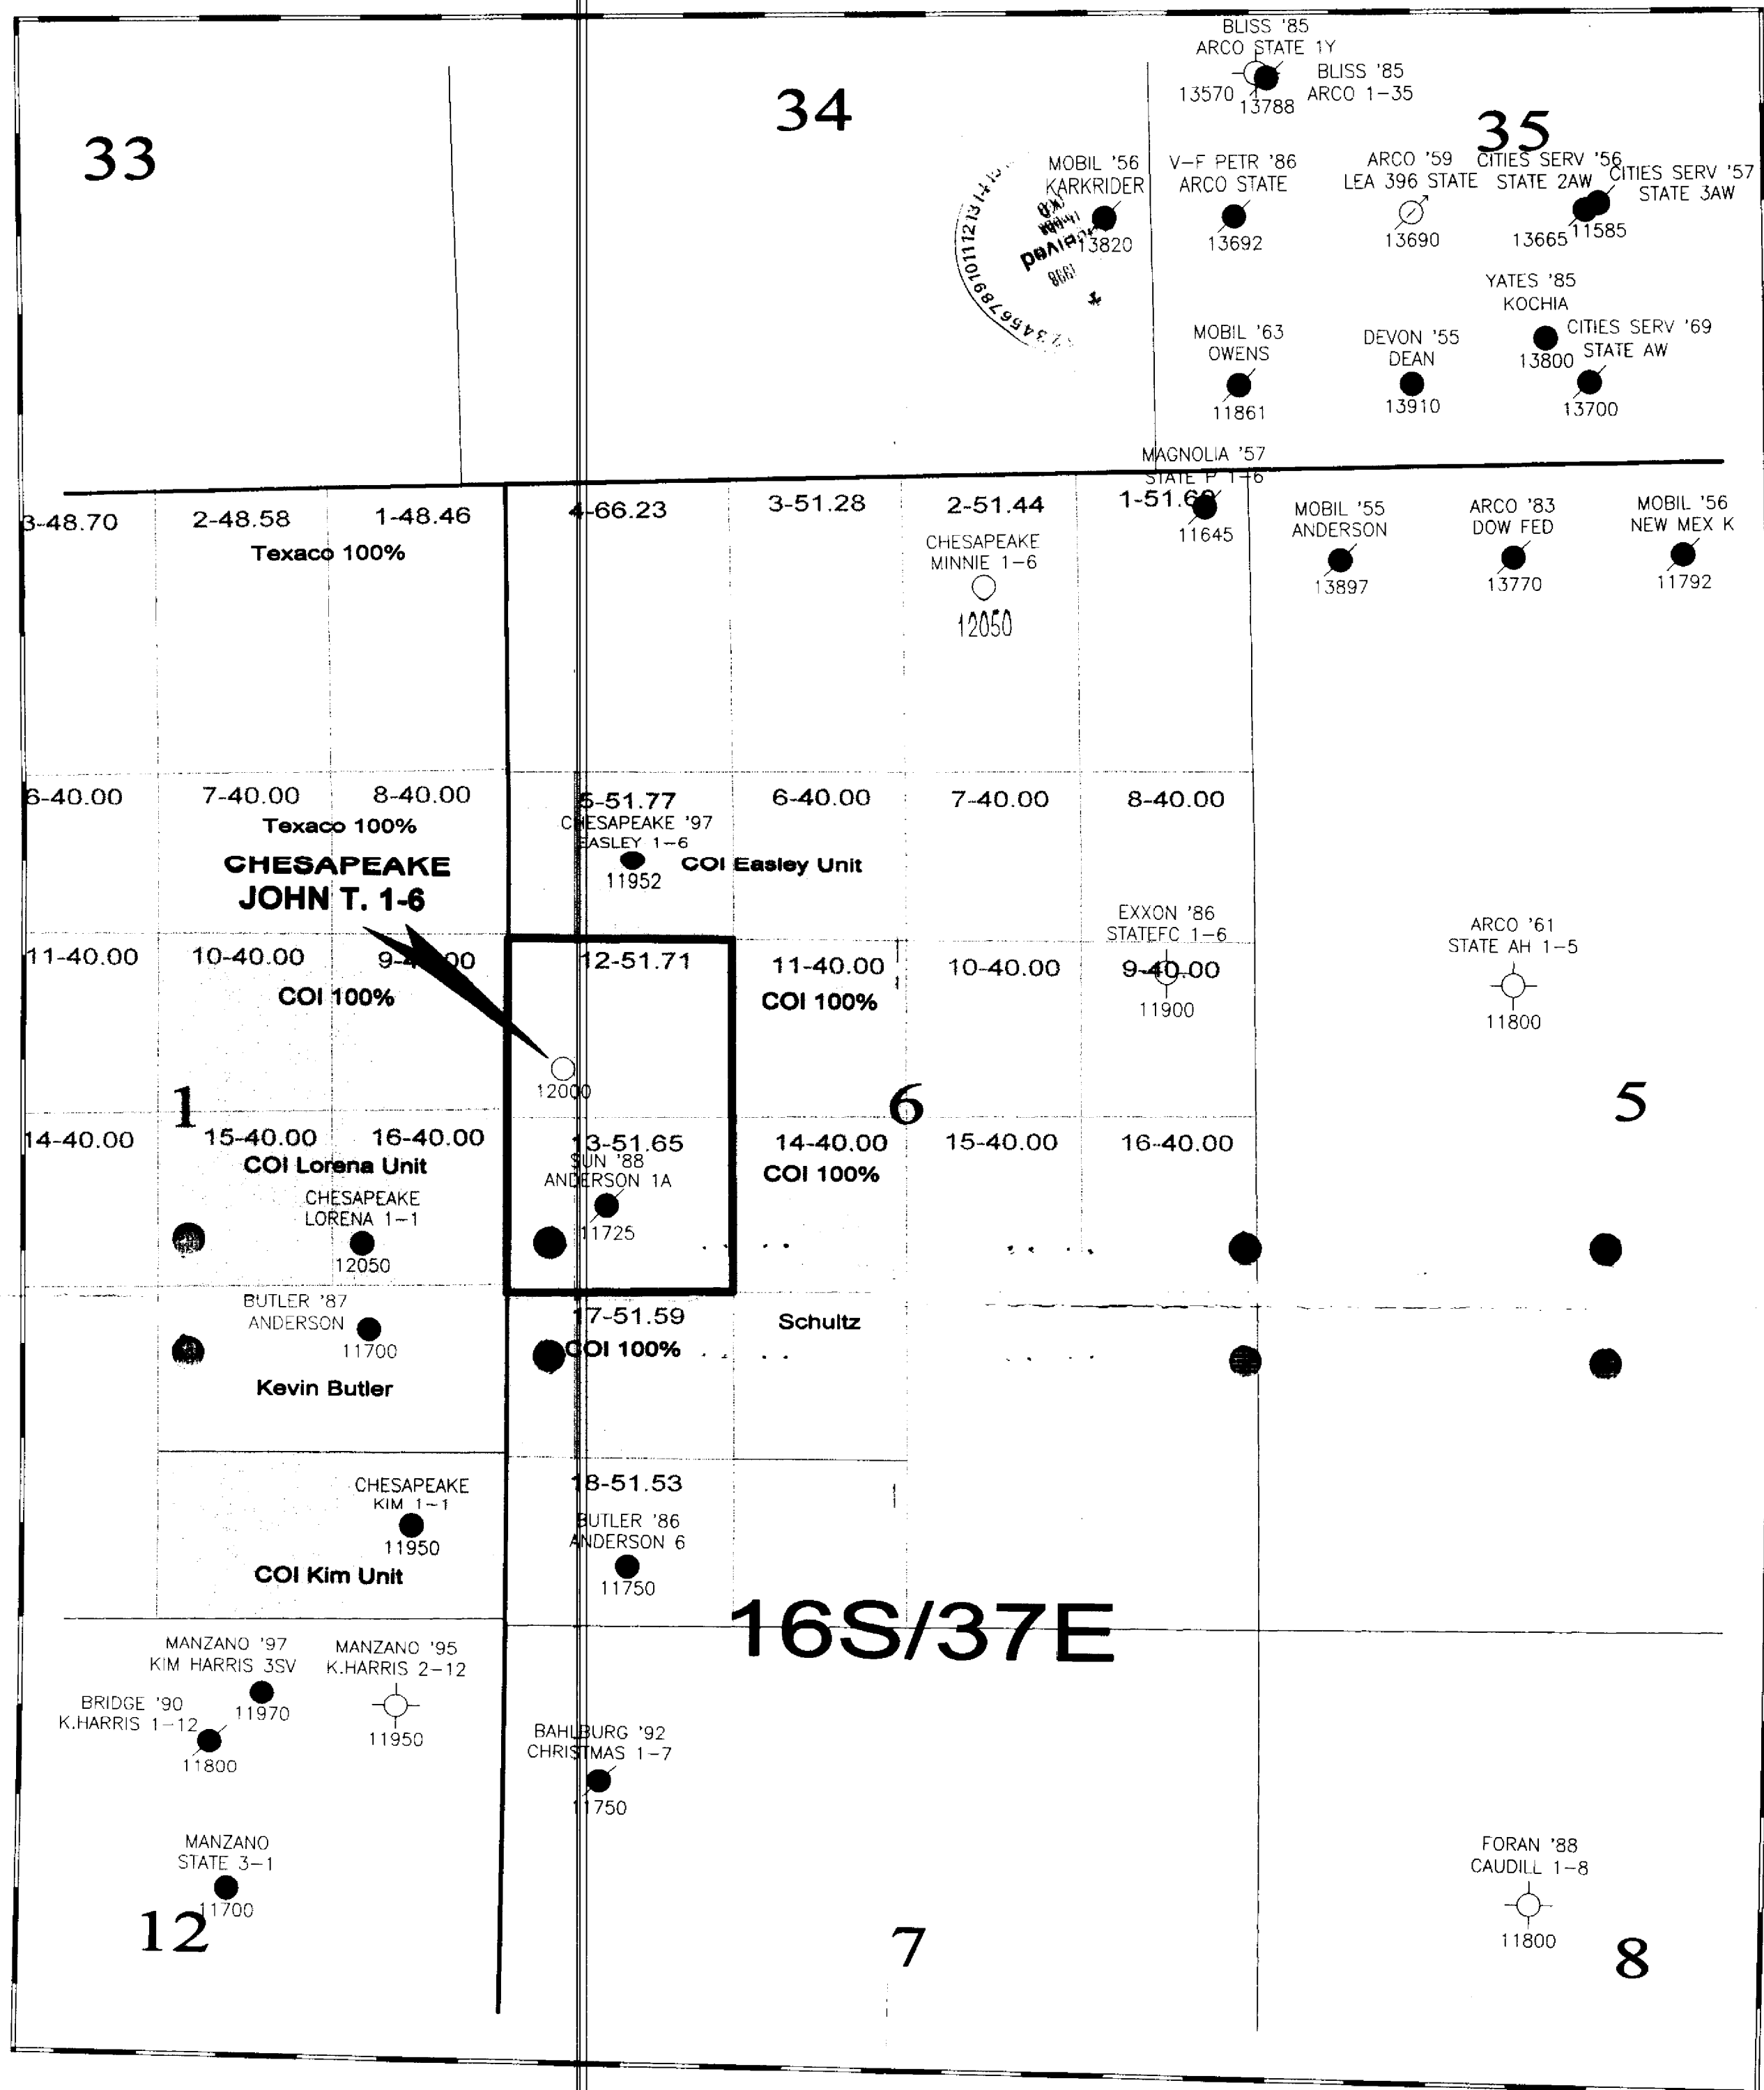 BLISS '85
ARCO STATE 1Y
BLISS '85
ARCO 1-35
13570
13788
33
34
35
MOBIL '56
KARKRIDER
13820
V-F PETR '86
ARCO STATE
13692
ARCO '59
LEA 396 STATE
13690
CITIES SERV '56
STATE 2AW
13665
CITIES SERV '57
STATE 3AW
11585
1998
YATES '85
KOCHIA
13800
CITIES SERV '69
STATE AW
13700
MOBIL '63
OWENS
11861
DEVON '55
DEAN
13910
MAGNOLIA '57
STATE P 1-6
11645
3-48.70
2-48.58
1-48.46
4-66.23
3-51.28
2-51.44
Texaco 100%
CHESAPEAKE
MINNIE 1-6
12050
MOBIL '55
ANDERSON
13897
ARCO '83
DOW FED
13770
MOBIL '56
NEW MEX K
11792
6-40.00
7-40.00
8-40.00
5-51.77
6-40.00
7-40.00
8-40.00
Texaco 100%
CHESAPEAKE '97
EASLEY 1-6
11952
COI Easley Unit
CHESAPEAKE
JOHN T. 1-6
EXXON '86
STATEFC 1-6
11900
ARCO '61
STATE AH 1-5
11800
11-40.00
10-40.00
12-51.71
11-40.00
10-40.00
9-40.00
COI 100%
COI 100%
12000
1
6
5
14-40.00
15-40.00
16-40.00
13-51.65
14-40.00
15-40.00
16-40.00
COI Lorena Unit
COI 100%
SUN '88
ANDERSON 1A
11725
CHESAPEAKE
LORENA 1-1
12050
BUTLER '87
ANDERSON
11700
17-51.59
COI 100%
Schultz
Kevin Butler
18-51.53
CHESAPEAKE
KIM 1-1
11950
COI Kim Unit
BUTLER '86
ANDERSON 6
11750
16S/37E
MANZANO '97
KIM HARRIS 3SV
11970
MANZANO '95
K.HARRIS 2-12
11950
BRIDGE '90
K.HARRIS 1-12
11800
BAHLBURG '92
CHRISTMAS 1-7
11750
MANZANO
STATE 3-1
11700
FORAN '88
CAUDILL 1-8
11800
12
7
8